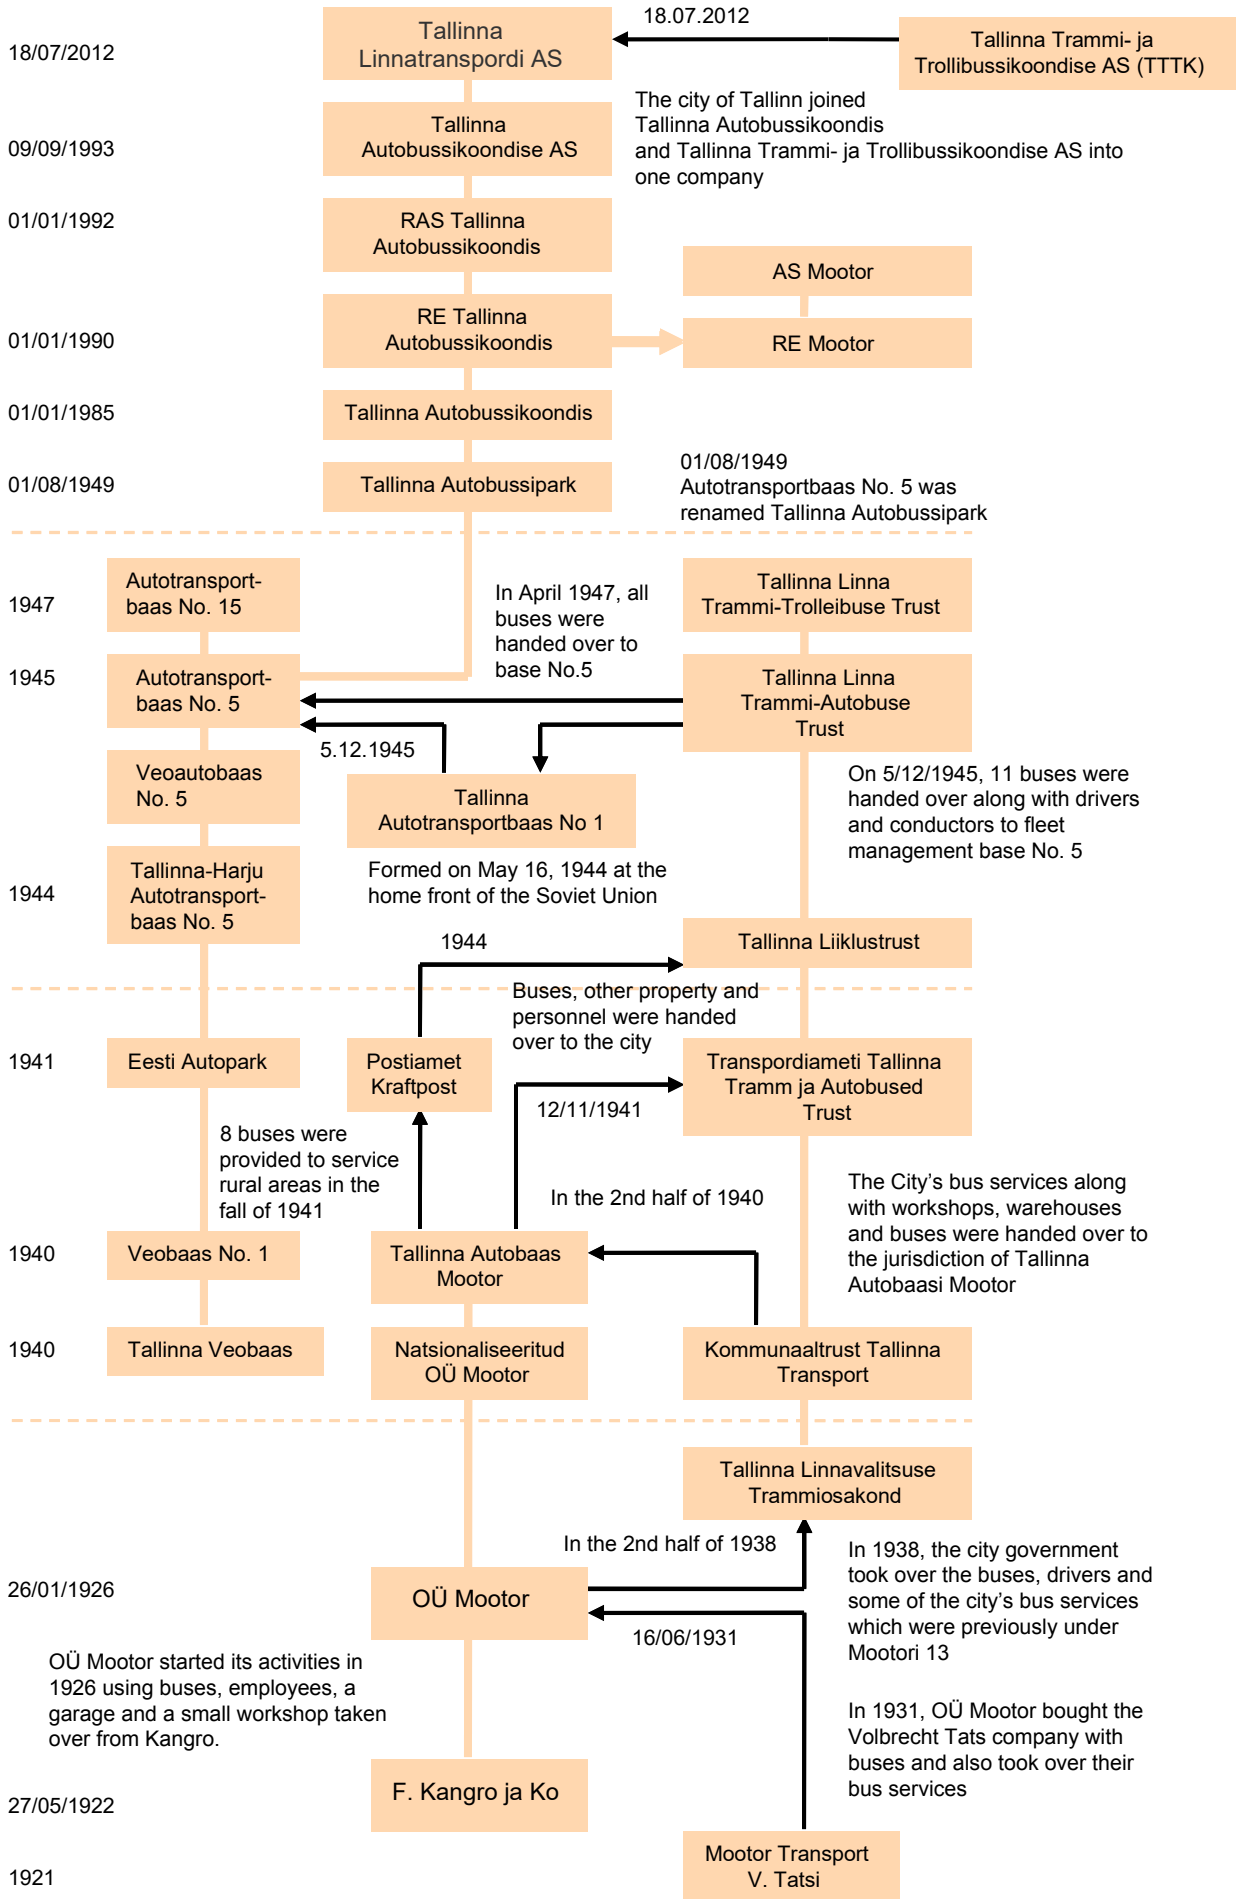 18/07/2012
Tallinna
Linnatranspordi AS
18.07.2012
Tallinna Trammi- ja
Trollibussikoondise AS (TTTK)
The city of Tallinn joined
Tallinna Autobussikoondis
and Tallinna Trammi- ja Trollibussikoondise AS into
one company
09/09/1993
Tallinna
Autobussikoondise AS
01/01/1992
RAS Tallinna
Autobussikoondis
AS Mootor
01/01/1990
RE Tallinna
Autobussikoondis
RE Mootor
01/01/1985
Tallinna Autobussikoondis
01/08/1949
Tallinna Autobussipark
01/08/1949
Autotransportbaas No. 5 was
renamed Tallinna Autobussipark
1947
Autotransport-
baas No. 15
In April 1947, all
buses were
handed over to
base No.5
Tallinna Linna
Trammi-Trolleibuse Trust
1945
Autotransport-
baas No. 5
Tallinna Linna
Trammi-Autobuse
Trust
5.12.1945
Veoautobaas
No. 5
Tallinna
Autotransportbaas No 1
On 5/12/1945, 11 buses were
handed over along with drivers
and conductors to fleet
management base No. 5
Formed on May 16, 1944 at the
home front of the Soviet Union
1944
Tallinna-Harju
Autotransport-
baas No. 5
1944
Tallinna Liiklustrust
Buses, other property and
personnel were handed
over to the city
1941
Eesti Autopark
Postiamet
Kraftpost
12/11/1941
Transpordiameti Tallinna
Tramm ja Autobused
Trust
8 buses were
provided to service
rural areas in the
fall of 1941
In the 2nd half of 1940
The City’s bus services along
with workshops, warehouses
and buses were handed over to
the jurisdiction of Tallinna
Autobaasi Mootor
1940
Veobaas No. 1
Tallinna Autobaas
Mootor
1940
Tallinna Veobaas
Natsionaliseeritud
OÜ Mootor
Kommunaaltrust Tallinna
Transport
Tallinna Linnavalitsuse
Trammiosakond
In the 2nd half of 1938
In 1938, the city government
took over the buses, drivers and
some of the city’s bus services
which were previously under
Mootori 13
26/01/1926
OÜ Mootor
16/06/1931
OÜ Mootor started its activities in
1926 using buses, employees, a
garage and a small workshop taken
over from Kangro.
In 1931, OÜ Mootor bought the
Volbrecht Tats company with
buses and also took over their
bus services
27/05/1922
F. Kangro ja Ko
1921
Mootor Transport
V. Tatsi